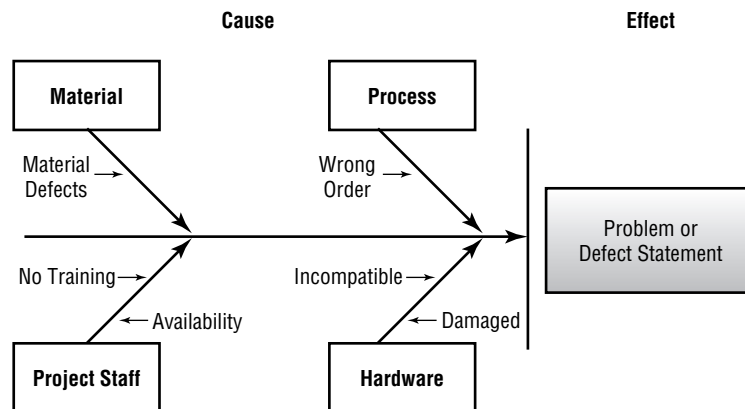 Cause
Effect
Material
Process
Material
Defects
Wrong
Order
Problem or
Defect Statement
No Training
Incompatible
Availability
Damaged
Project Staff
Hardware